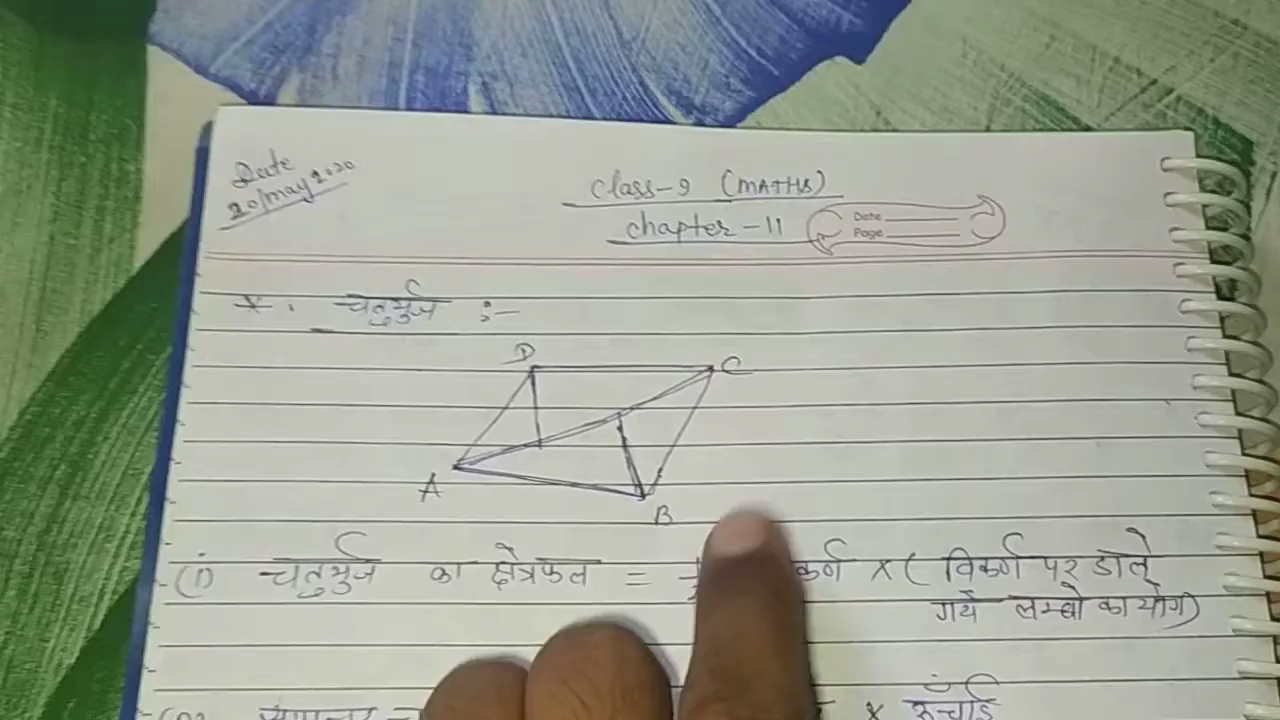 Date
20/may 2020
Class-9 (MATHS)
chapter-11
Date
Page
* . चतुर्भुज :-
D
C
A
B
(1) चतुर्भुज का क्षेत्रफल = कर्ण × ( विकर्ण पर डाले
गये लम्बो का योग)
× ऊँचाई